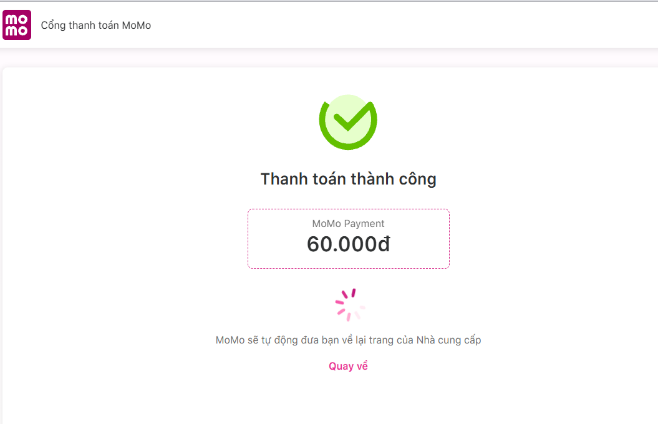 mo
mo
Cổng thanh toán MoMo
Thanh toán thành công
MoMo Payment
60.000đ
MoMo sẽ tự động đưa bạn về lại trang của Nhà cung cấp
Quay về